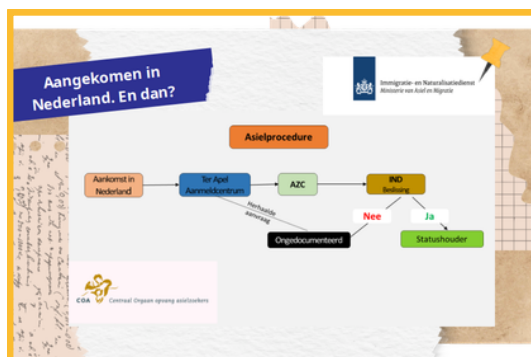 Aangekomen in
Nederland. En dan?
Immigratie- en Naturalisatiedienst
Ministerie van Asiel en Migratie
Asielprocedure
Aankomst in
Nederland
Ter Apel
Aanmeldcentrum
AZC
IND
Beslissing
Herhaalde
aanvraag
Nee
Ja
Ongedocumenteerd
Statushouder
COA
Centraal Orgaan opvang asielzoekers